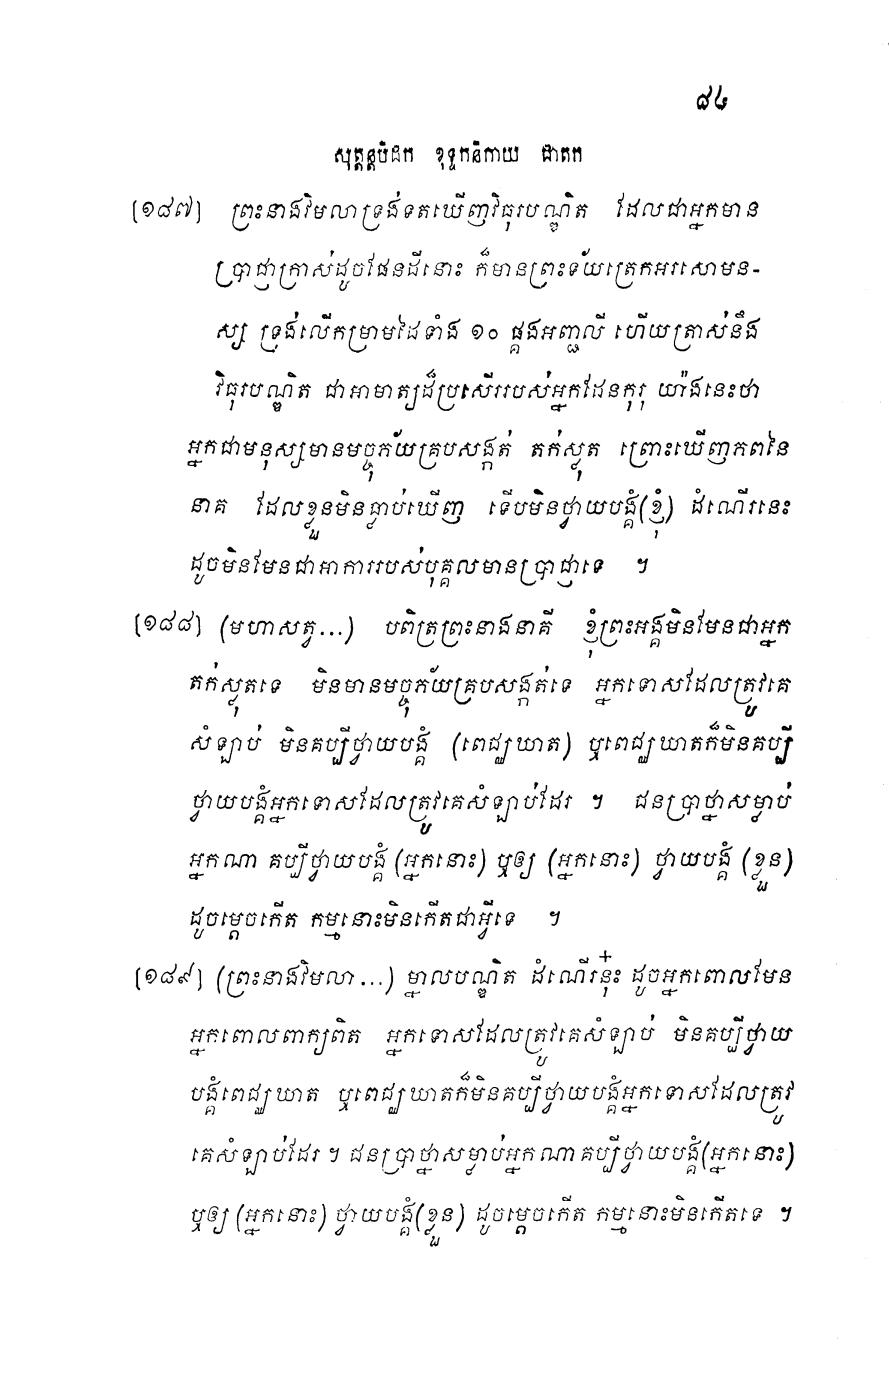 ៨៤
សុត្តន្តបិដក ខុទ្ទកនិកាយ ជាតក
[១៨៧] ព្រះនាងវិមលាទ្រង់ទតឃើញវិធុរបណ្ឌិត ដែលជាអ្នកមាន
ប្រាជ្ញាក្រាស់ដូចផែនដីនោះ ក៏មានព្រះទ័យត្រេកអរសោមន-
ស្ស ទ្រង់លើកម្រាមដៃទាំង ១០ ផ្គងអញ្ជលី ហើយត្រាស់នឹង
វិធុរបណ្ឌិត ជាអាមាត្យដ៏ប្រសើររបស់អ្នកដែនកុរុ យ៉ាងនេះថា
អ្នកជាមនុស្សមានមច្ចុភ័យគ្របសង្កត់ តក់ស្លុត ព្រោះឃើញភពនៃ
នាគ ដែលខ្លួនមិនធ្លាប់ឃើញ ទើបមិនថ្វាយបង្គំ(ខ្ញុំ) ដំណើរនេះ
ដូចមិនមែនជាអាការរបស់បុគ្គលមានប្រាជ្ញាទេ ។
[១៨៨] (មហាសត្វ...) បពិត្រព្រះនាងនាគី ខ្ញុំព្រះអង្គមិនមែនជាអ្នក
តក់ស្លុតទេ មិនមានមច្ចុភ័យគ្របសង្កត់ទេ អ្នកទោសដែលត្រូវគេ
សំឡាប់ មិនគប្បីថ្វាយបង្គំ (ពេជ្ឈឃាត) ឬពេជ្ឈឃាតក៏មិនគប្បី
ថ្វាយបង្គំអ្នកទោសដែលត្រូវគេសំឡាប់ដែរ ។ ជនប្រាថ្នាសម្លាប់
អ្នកណា គប្បីថ្វាយបង្គំ (អ្នកនោះ) ឬឲ្យ (អ្នកនោះ) ថ្វាយបង្គំ (ខ្លួន)
ដូចម្តេចកើត កម្មនោះមិនកើតជាអ្វីទេ ។
[១៨៩] (ព្រះនាងវិមលា...) ម្នាលបណ្ឌិត ដំណើរនុ៎ះ ដូចអ្នកពោលមែន
អ្នកពោលពាក្យពិត អ្នកទោសដែលត្រូវគេសំឡាប់ មិនគប្បីថ្វាយ
បង្គំពេជ្ឈឃាត ឬពេជ្ឈឃាតក៏មិនគប្បីថ្វាយបង្គំអ្នកទោសដែលត្រូវ
គេសំឡាប់ដែរ ។ ជនប្រាថ្នាសម្លាប់អ្នកណាគប្បីថ្វាយបង្គំ(អ្នកនោះ)
ឬឲ្យ (អ្នកនោះ) ថ្វាយបង្គំ(ខ្លួន) ដូចម្តេចកើត កម្មនោះមិនកើតទេ ។